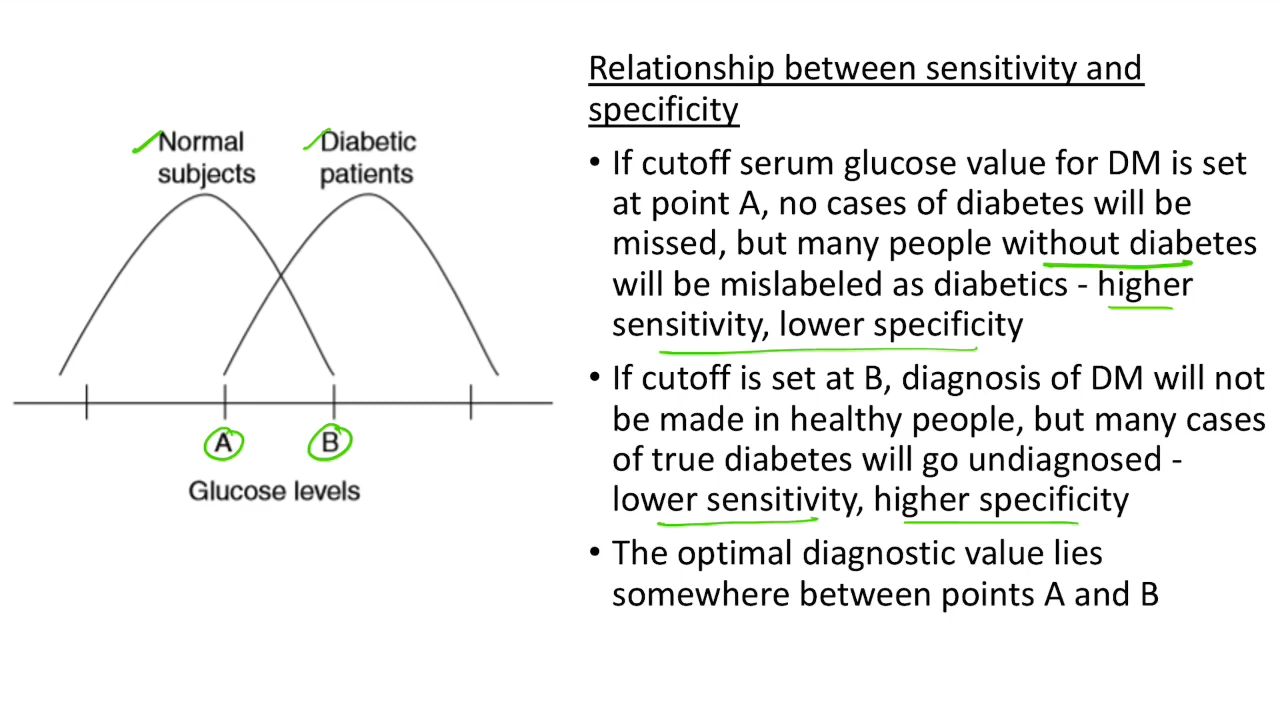 Normal
subjects
Diabetic
patients
A
B
Glucose levels
Relationship between sensitivity and
specificity
• If cutoff serum glucose value for DM is set
at point A, no cases of diabetes will be
missed, but many people without diabetes
will be mislabeled as diabetics - higher
sensitivity, lower specificity
• If cutoff is set at B, diagnosis of DM will not
be made in healthy people, but many cases
of true diabetes will go undiagnosed -
lower sensitivity, higher specificity
• The optimal diagnostic value lies
somewhere between points A and B